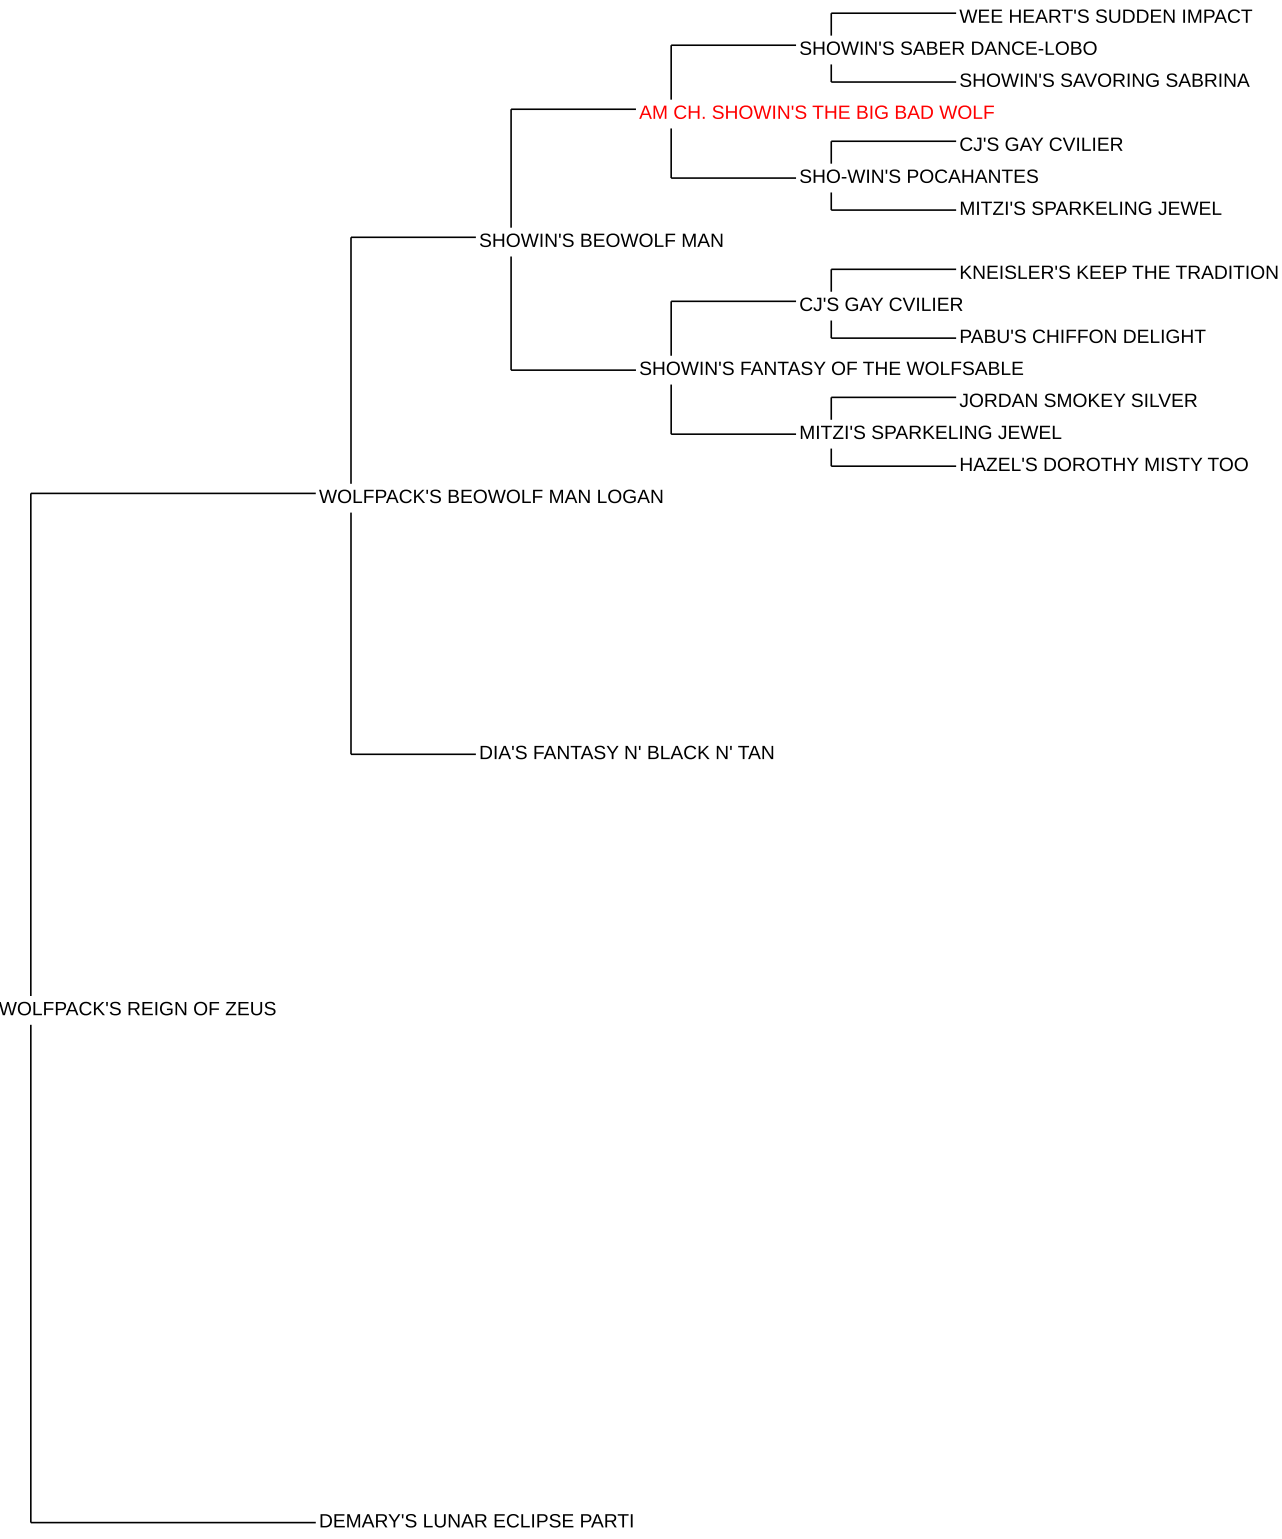 WEE HEART'S SUDDEN IMPACT
SHOWIN'S SABER DANCE-LOBO
SHOWIN'S SAVORING SABRINA
AM CH. SHOWIN'S THE BIG BAD WOLF
CJ'S GAY CVILIER
SHO-WIN'S POCAHANTES
MITZI'S SPARKELING JEWEL
SHOWIN'S BEOWOLF MAN
KNEISLER'S KEEP THE TRADITION
CJ'S GAY CVILIER
PABU'S CHIFFON DELIGHT
SHOWIN'S FANTASY OF THE WOLFSABLE
JORDAN SMOKEY SILVER
MITZI'S SPARKELING JEWEL
HAZEL'S DOROTHY MISTY TOO
WOLFPACK'S BEOWOLF MAN LOGAN
DIA'S FANTASY N' BLACK N' TAN
WOLFPACK'S REIGN OF ZEUS
DEMARY'S LUNAR ECLIPSE PARTI